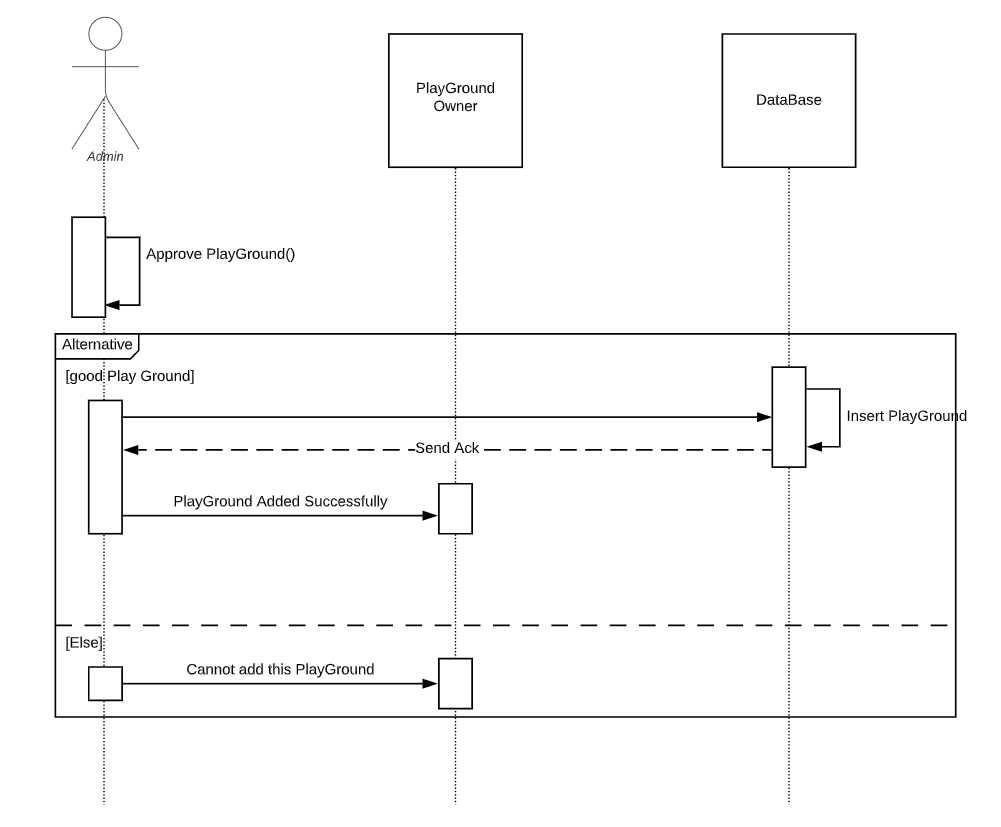 Admin
PlayGround
Owner
DataBase
Approve PlayGround()
Alternative
[good Play Ground]
Insert PlayGround
Send Ack
PlayGround Added Successfully
[Else]
Cannot add this PlayGround